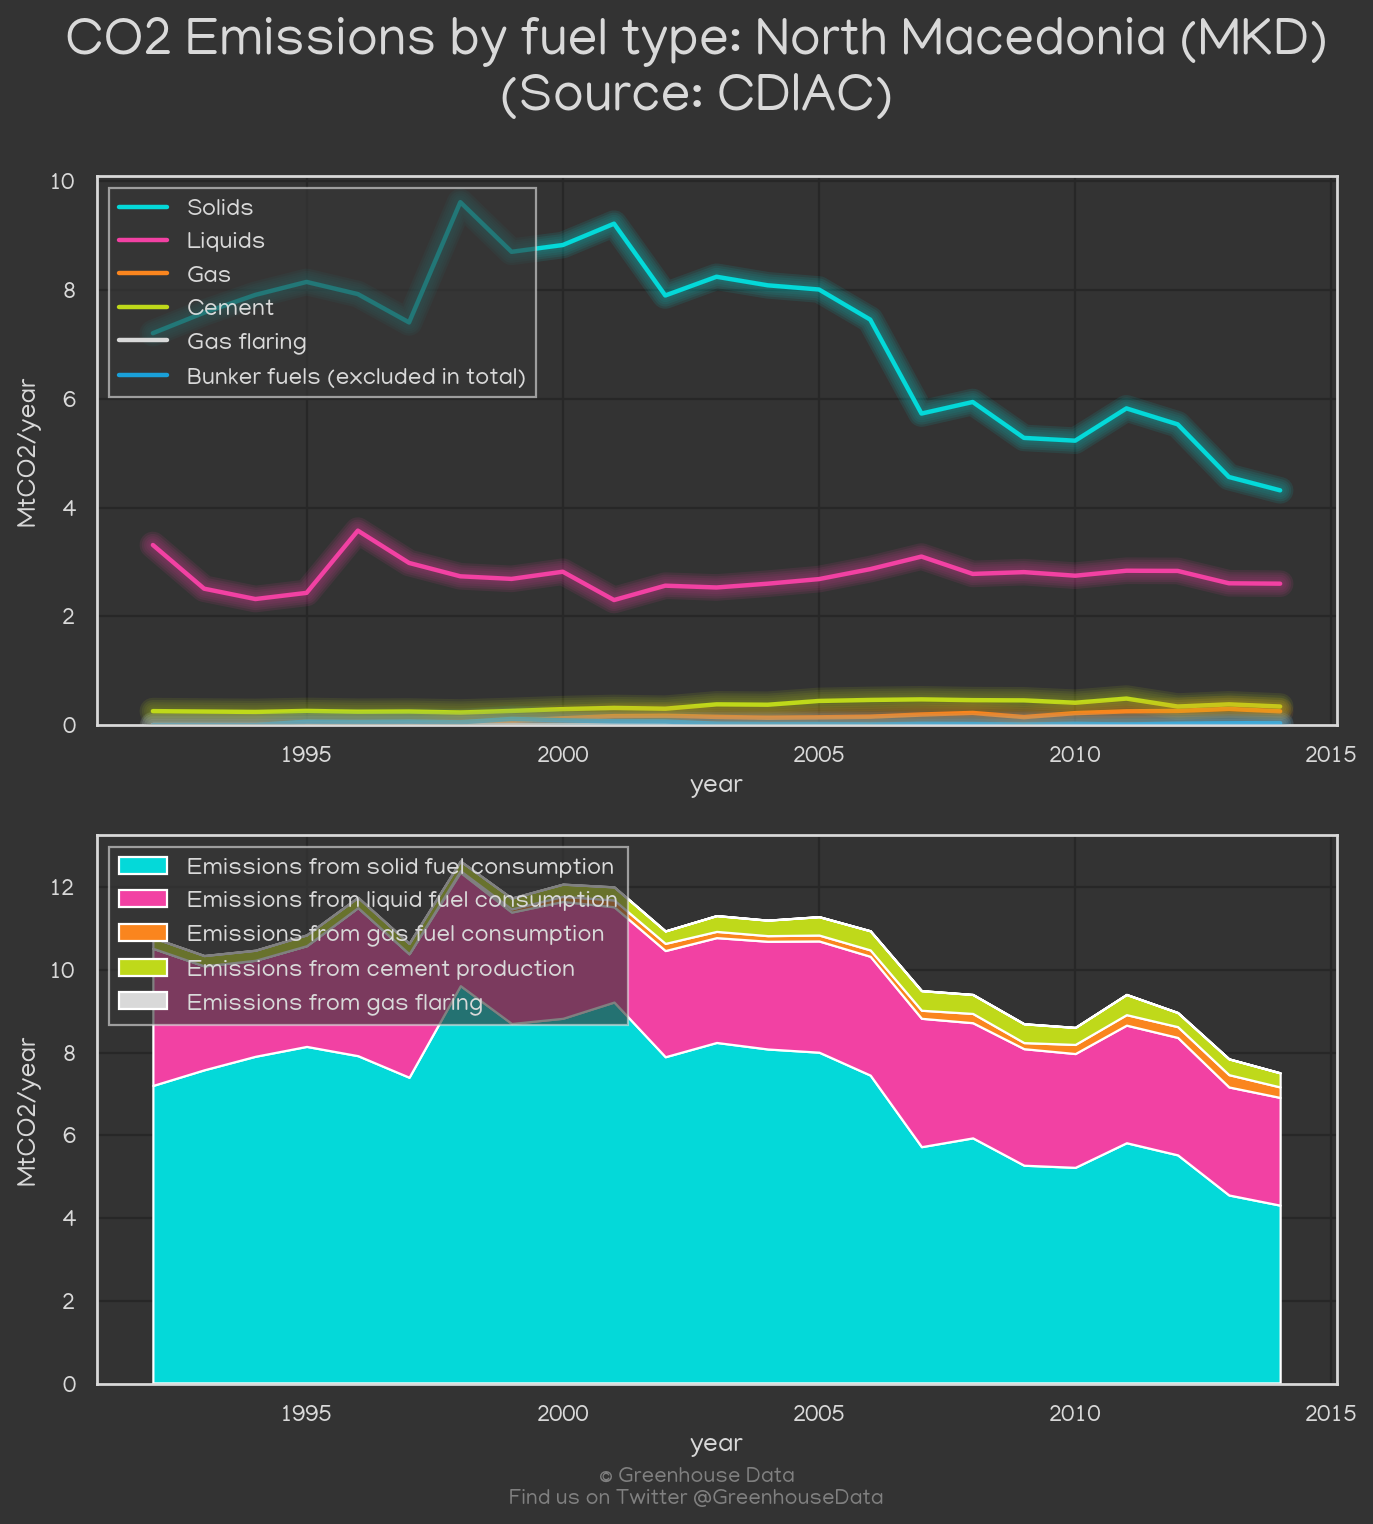 CO2 Emissions by fuel type: North Macedonia (MKD)
(Source: CDIAC)
10
8
6
4
2
0
MtCO2/year
Solids
Liquids
Gas
Cement
Gas flaring
Bunker fuels (excluded in total)
1995 2000 2005 2010 2015
year
12
10
8
6
4
2
0
MtCO2/year
Emissions from solid fuel consumption
Emissions from liquid fuel consumption
Emissions from gas fuel consumption
Emissions from cement production
Emissions from gas flaring
1995 2000 2005 2010 2015
year
© Greenhouse Data
Find us on Twitter @GreenhouseData